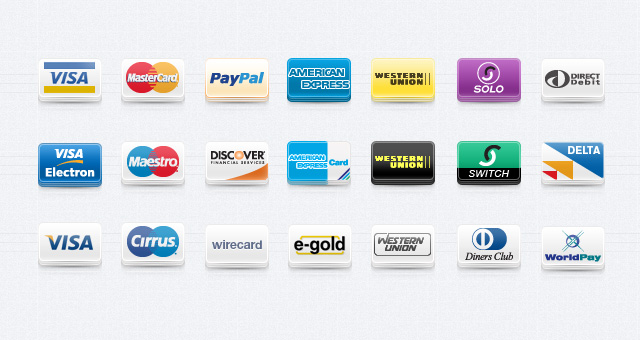 VISA
MasterCard
PayPal
AMERICAN
EXPRESS
WESTERN
UNION
SOLO
DIRECT
Debit
VISA
Electron
Maestro
DISCOVER
FINANCIAL SERVICES
AMERICAN
EXPRESS
Card
WESTERN
UNION
SWITCH
DELTA
VISA
Cirrus
wirecard
e-gold
WESTERN
UNION
Diners Club
WorldPay